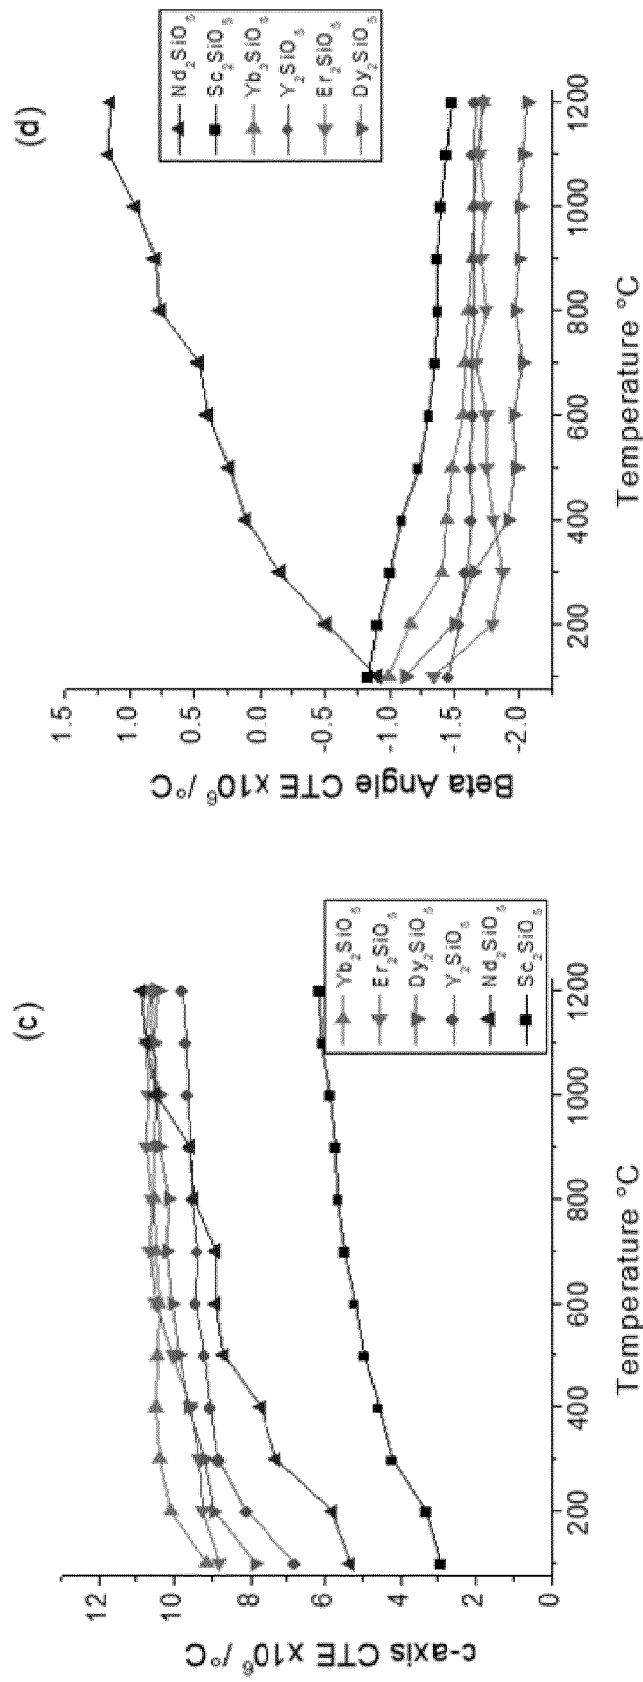 (c)
c-axis CTE x10⁶/°C
12
10
8
6
4
2
0
200
400
600
800
1000
1200
Temperature °C
Yb₂SiO₅
Er₂SiO₅
Dy₂SiO₅
Y₂SiO₅
Nd₂SiO₅
Sc₂SiO₅
(d)
Beta Angle CTE x10⁶/°C
1.5
1.0
0.5
0.0
-0.5
-1.0
-1.5
-2.0
200
400
600
800
1000
1200
Temperature °C
Nd₂SiO₅
Sc₂SiO₅
Yb₂SiO₅
Y₂SiO₅
Er₂SiO₅
Dy₂SiO₅